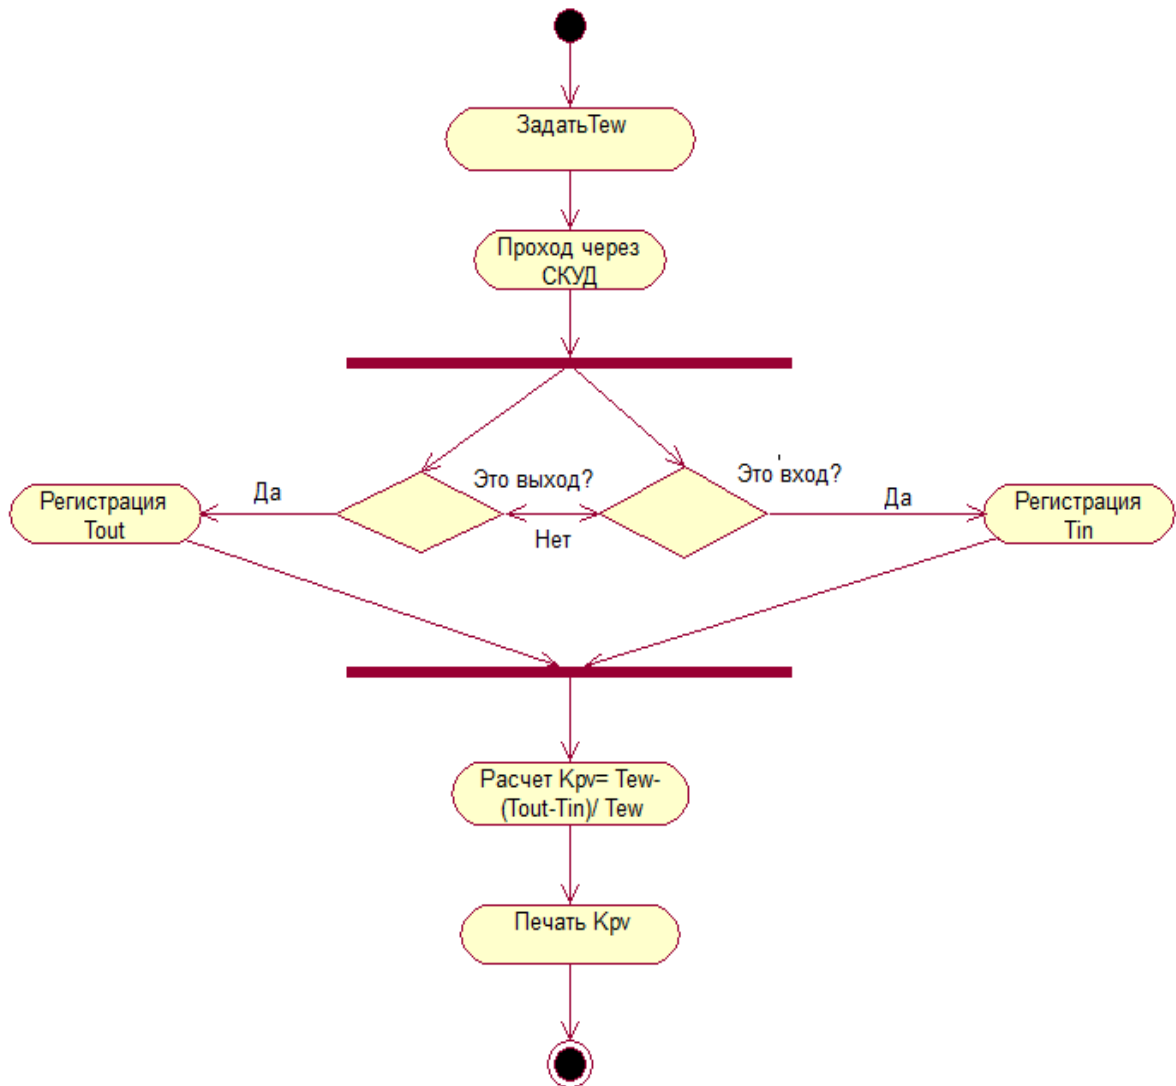 ЗадатьTew
Проход через
СКУД
Это выход?
Это вход?
Да
Да
Регистрация
Tout
Нет
Регистрация
Tin
Расчет Kpv= Tew-
(Tout-Tin)/ Tew
Печать Kpv